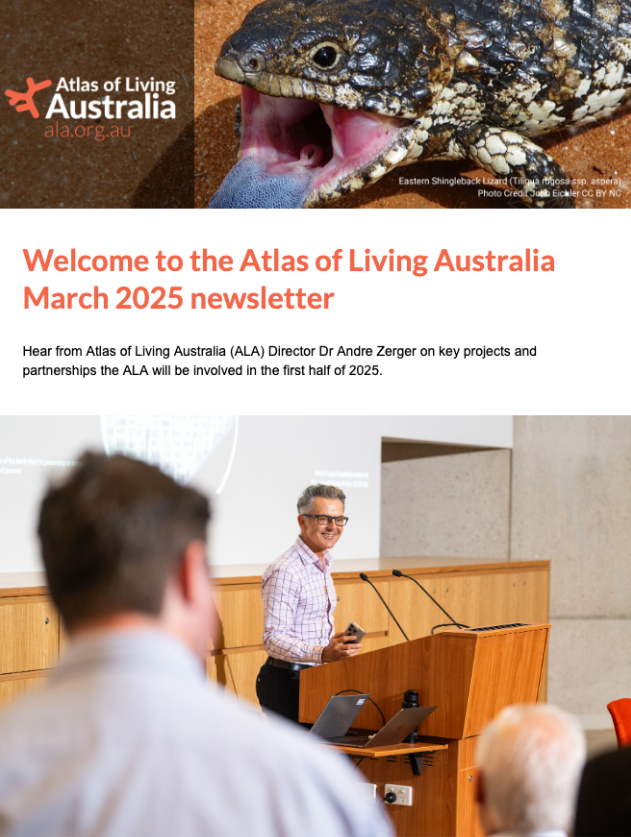 Atlas of Living
Australia
ala.org.au
Eastern Shingleback Lizard (Tiliqua rugosa ssp. aspera)
Photo Credit John Eichler CC BY NC
Welcome to the Atlas of Living Australia
March 2025 newsletter
Hear from Atlas of Living Australia (ALA) Director Dr Andre Zerger on key projects and
partnerships the ALA will be involved in the first half of 2025.